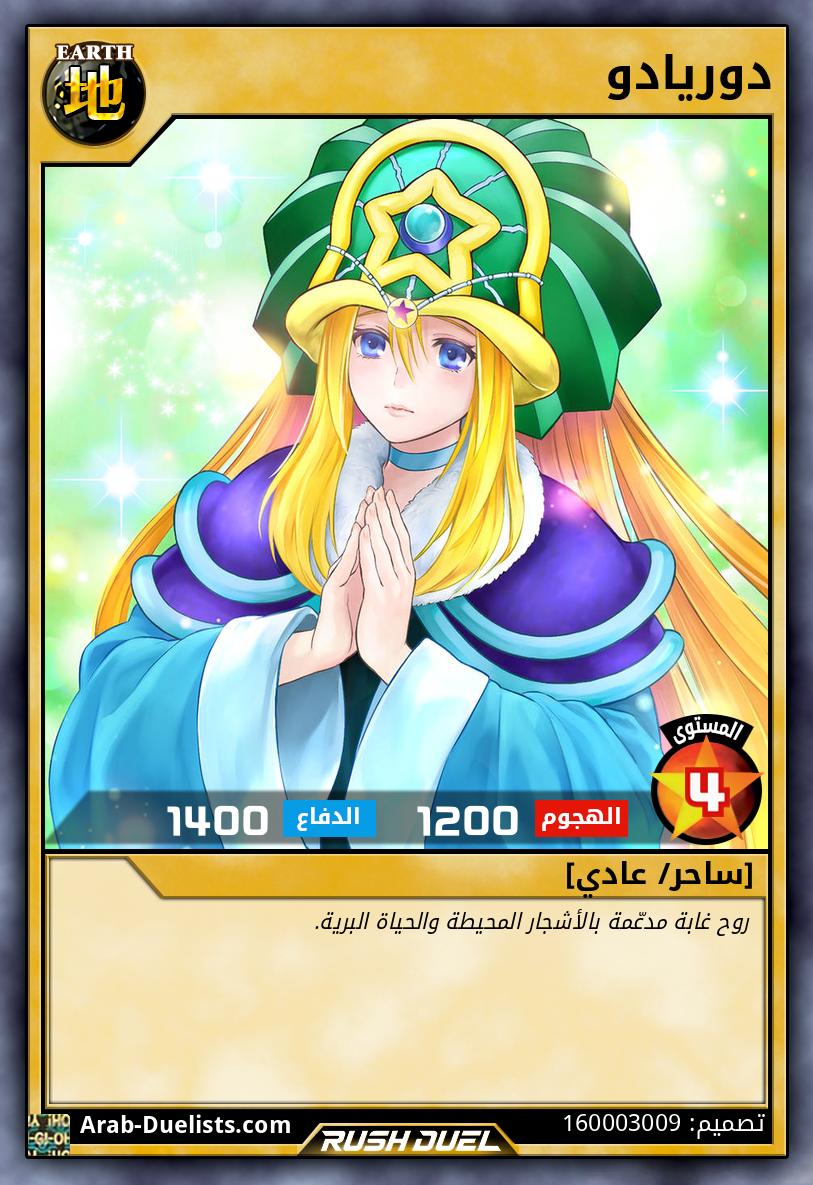 دوريادو
EARTH
地
المستوى
4
الهجوم 1200 الدفاع 1400
[ساحر/ عادي]
روح غابة مدعّمة بالأشجار المحيطة والحياة البرية.
تصميم: 160003009
Arab-Duelists.com
RUSH DUEL